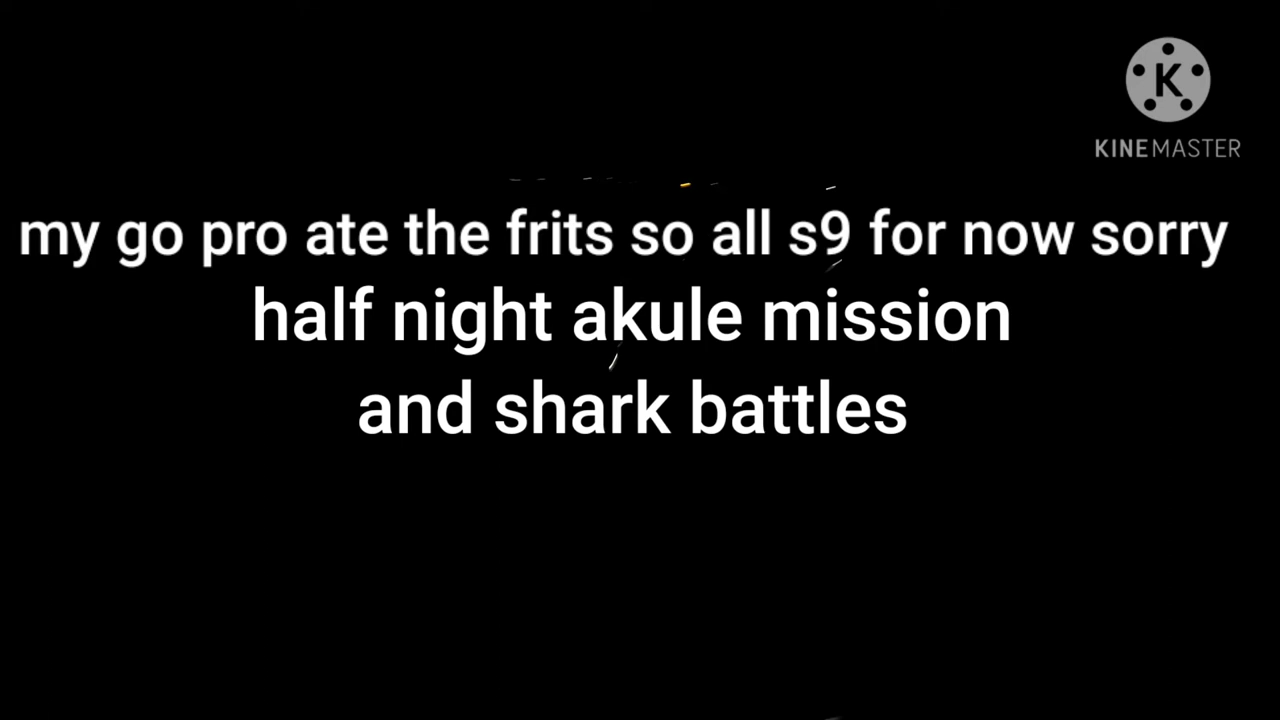 KINEMASTER
my go pro ate the frits so all s9 for now sorry
half night akule mission
and shark battles